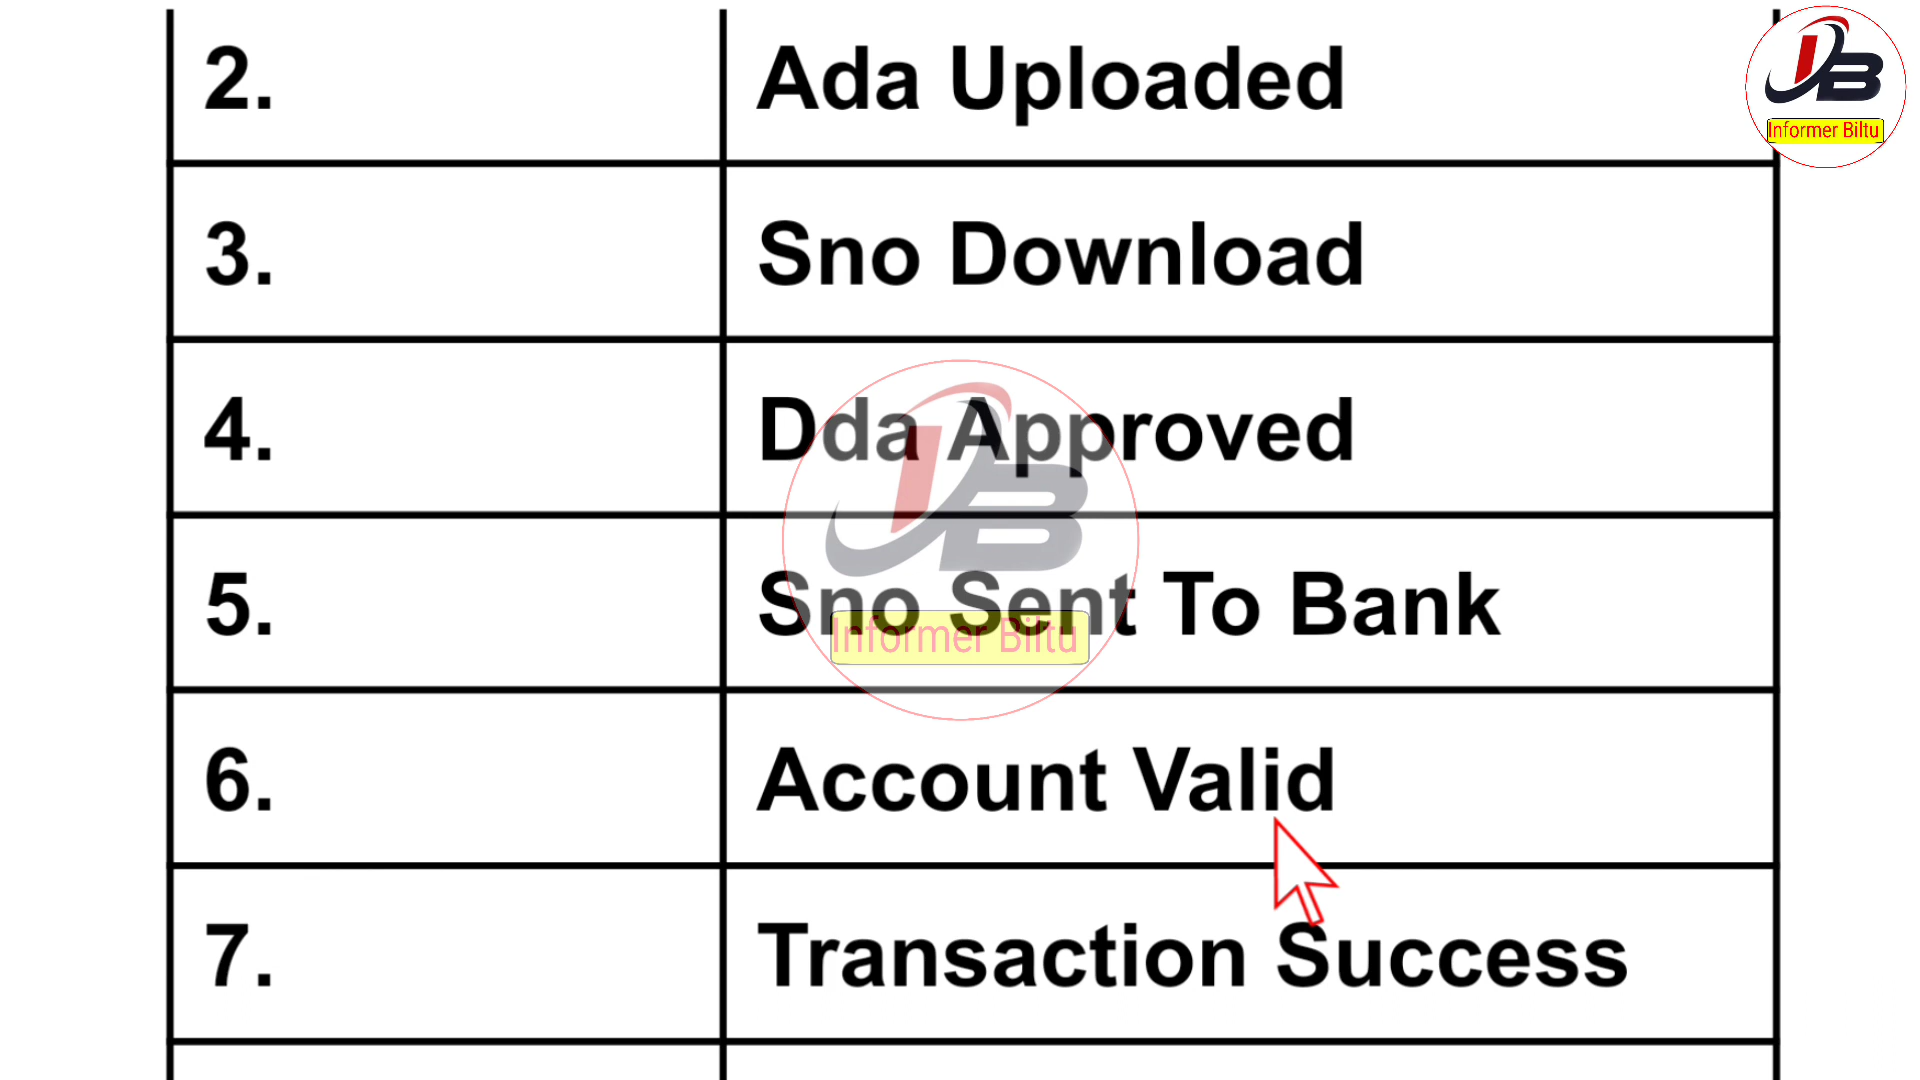 2. Ada Uploaded
Informer Biltu
3. Sno Download
4. Dda Approved
5. Sno Sent To Bank
Informer Biltu
6. Account Valid
7. Transaction Success